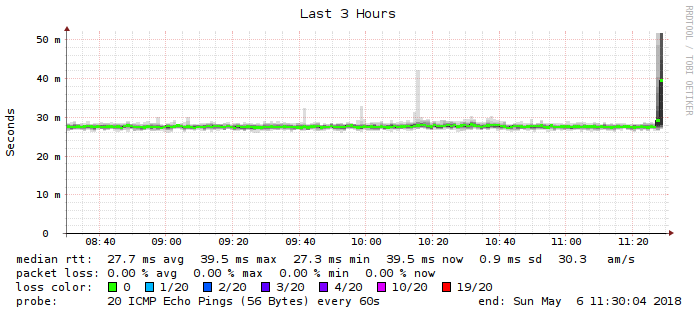 Last 3 Hours
RRDTOOL / TOBI OETIKER
Seconds
50 m
40 m
30 m
20 m
10 m
0
08:40 09:00 09:20 09:40 10:00 10:20 10:40 11:00 11:20
median rtt: 27.7 ms avg 39.5 ms max 27.3 ms min 39.5 ms now 0.9 ms sd 30.3 am/s
packet loss: 0.00 % avg 0.00 % max 0.00 % min 0.00 % now
loss color: 0 1/20 2/20 3/20 4/20 10/20 19/20
probe: 20 ICMP Echo Pings (56 Bytes) every 60s end: Sun May 6 11:30:04 2018